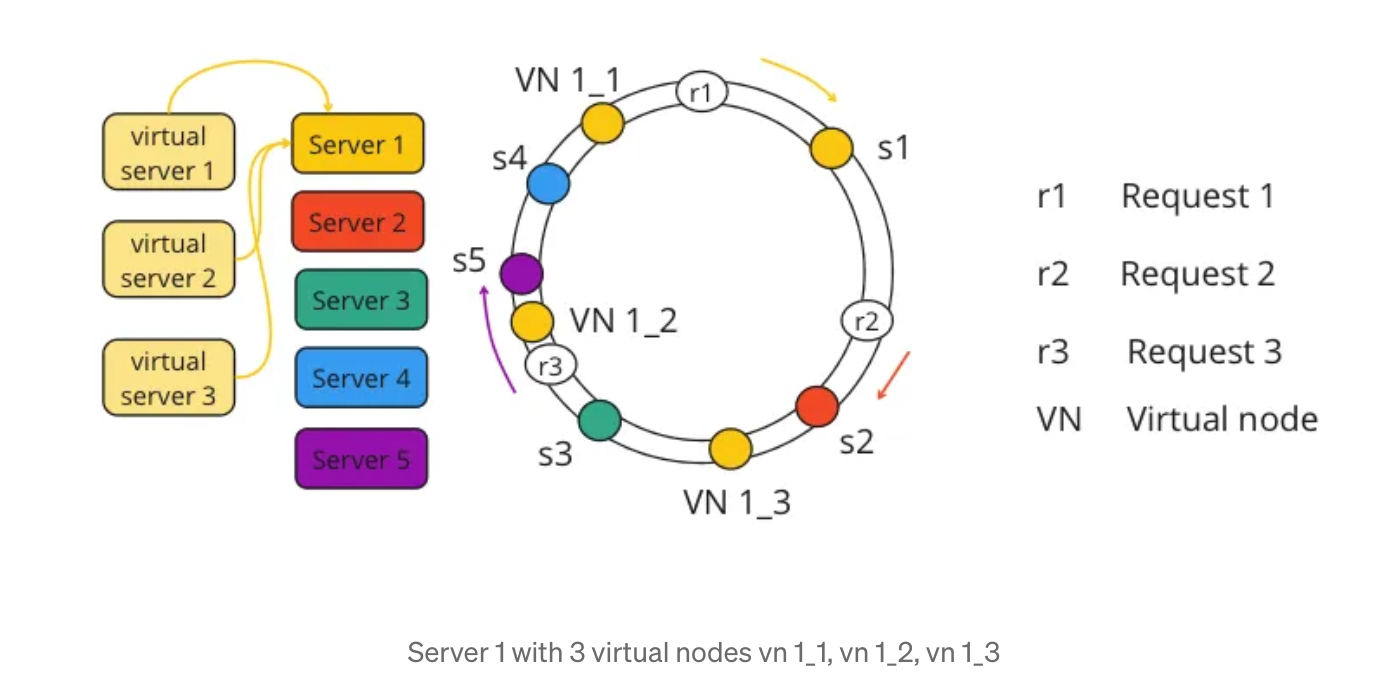 virtual
server 1
virtual
server 2
virtual
server 3
Server 1
Server 2
Server 3
Server 4
Server 5
VN 1_1
r1
s1
s4
s5
VN 1_2
r2
r3
s3
s2
VN 1_3
r1 Request 1
r2 Request 2
r3 Request 3
VN Virtual node
Server 1 with 3 virtual nodes vn 1_1, vn 1_2, vn 1_3